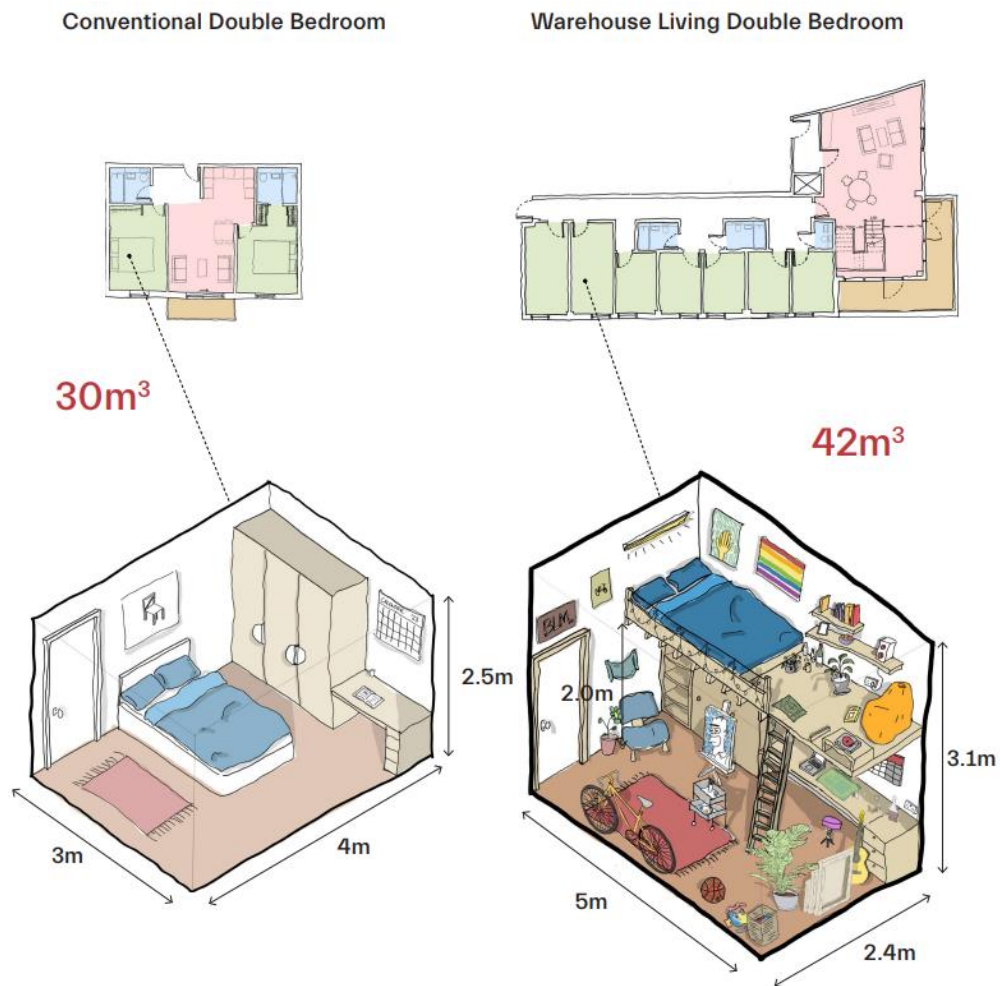 Conventional Double Bedroom
Warehouse Living Double Bedroom
30m³
42m³
2.5m
3m
4m
BLM
2.0m
3.1m
5m
2.4m